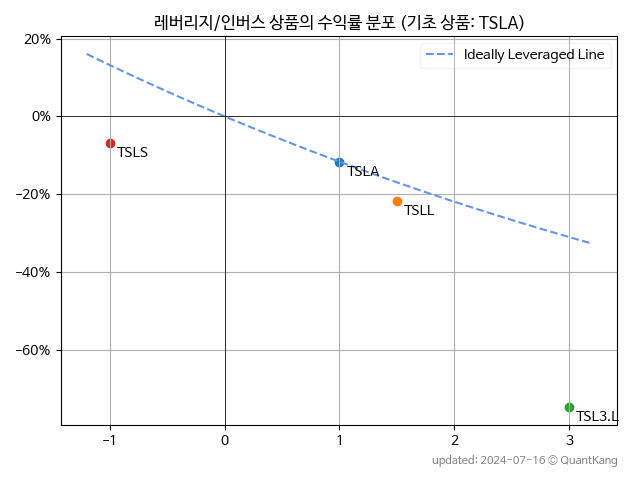 레버리지/인버스 상품의 수익률 분포 (기초 상품: TSLA)
20%
Ideally Leveraged Line
0%
TSLS
TSLA
−20%
TSLL
−40%
−60%
TSL3.L
−1 0 1 2 3
updated: 2024-07-16 © QuantKang